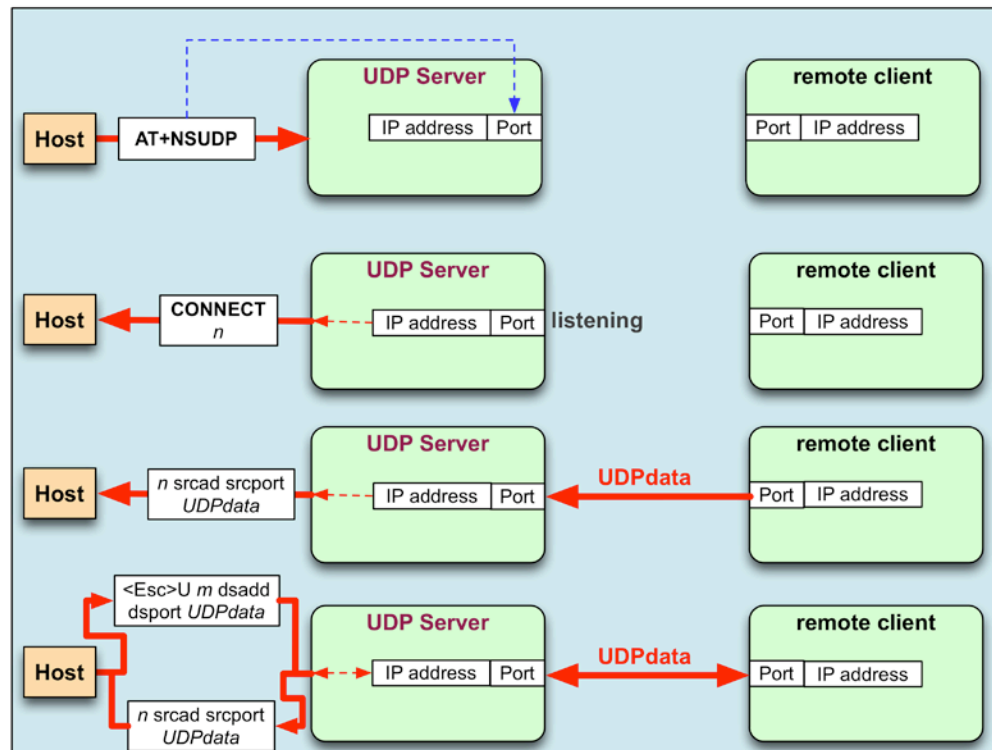 UDP Server
remote client
Host
AT+NSUDP
IP address
Port
Port
IP address
UDP Server
remote client
Host
CONNECT
n
IP address
Port
listening
Port
IP address
UDP Server
remote client
Host
n srcad srcport
UDPdata
IP address
Port
UDPdata
Port
IP address
<Esc>U m dsadd
dsport UDPdata
UDP Server
remote client
Host
IP address
Port
UDPdata
Port
IP address
n srcad srcport
UDPdata